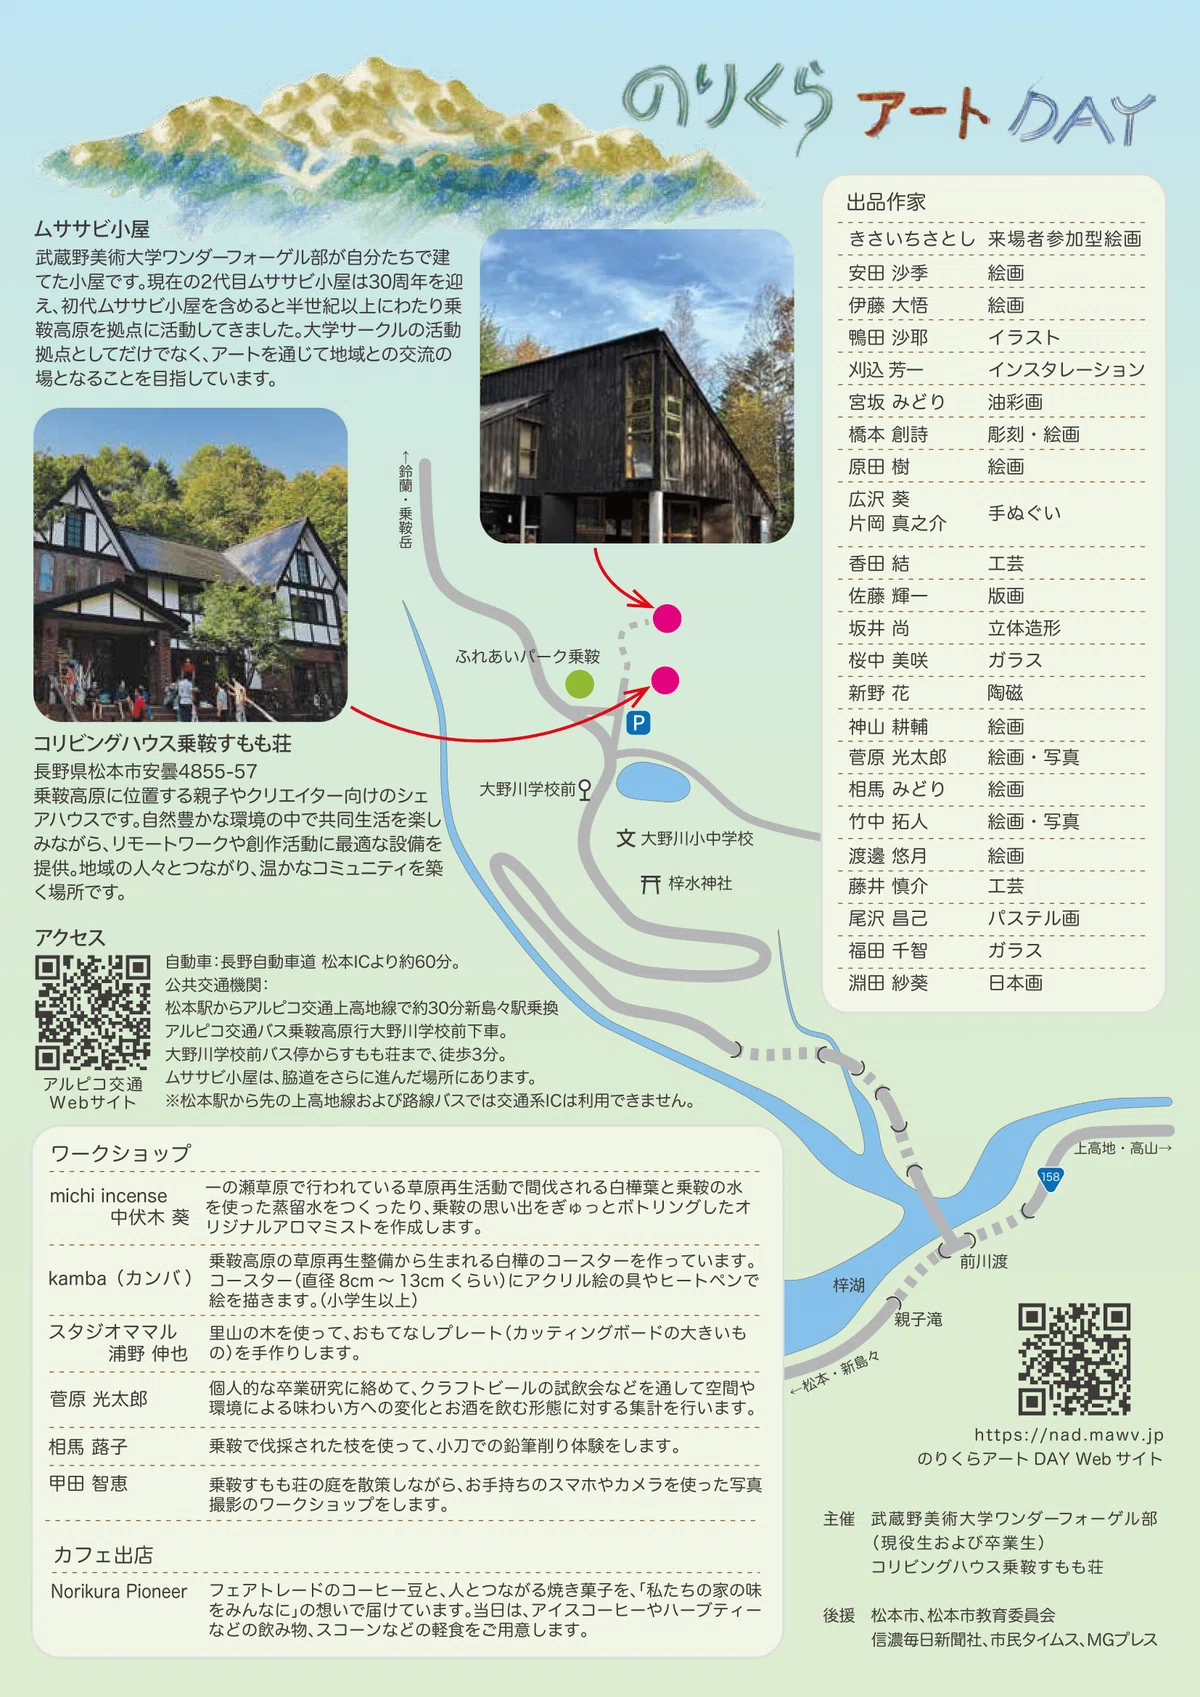 のりくら アート DAY
ムササビ小屋
武蔵野美術大学ワンダーフォーゲル部が自分たちで建
てた小屋です。現在の2代目ムササビ小屋は30周年を迎
え、初代ムササビ小屋を含めると半世紀以上にわたり乗
鞍高原を拠点に活動してきました。大学サークルの活動
拠点としてだけでなく、アートを通じて地域との交流の
場となることを目指しています。
コリビングハウス乗鞍すもも荘
長野県松本市安曇4855-57
乗鞍高原に位置する親子やクリエイター向けのシェ
アハウスです。自然豊かな環境の中で共同生活を楽し
みながら、リモートワークや創作活動に最適な設備を
提供。地域の人々とつながり、温かなコミュニティを築
く場所です。
アクセス
自動車：長野自動車道 松本ICより約60分。
公共交通機関：
松本駅からアルピコ交通上高地線で約30分新島々駅乗換
アルピコ交通バス乗鞍高原行大野川学校前下車。
大野川学校前バス停からすもも荘まで、徒歩3分。
ムササビ小屋は、脇道をさらに進んだ場所にあります。
※松本駅から先の上高地線および路線バスでは交通系ICは利用できません。
アルピコ交通
Webサイト
←鈴蘭・乗鞍岳
ふれあいパーク乗鞍
P
大野川学校前
文 大野川小中学校
梓水神社
上高地・高山→
158
前川渡
梓湖
親子滝
←松本・新島々
出品作家
きさいちさとし 来場者参加型絵画
安田 沙季 絵画
伊藤 大悟 絵画
鴨田 沙耶 イラスト
刈込 芳一 インスタレーション
宮坂 みどり 油彩画
橋本 創詩 彫刻・絵画
原田 樹 絵画
広沢 葵
片岡 真之介 手ぬぐい
香田 結 工芸
佐藤 輝一 版画
坂井 尚 立体造形
桜中 美咲 ガラス
新野 花 陶磁
神山 耕輔 絵画
菅原 光太郎 絵画・写真
相馬 みどり 絵画
竹中 拓人 絵画・写真
渡邊 悠月 絵画
藤井 慎介 工芸
尾沢 昌己 パステル画
福田 千智 ガラス
淵田 紗葵 日本画
ワークショップ
michi incense
中伏木 葵
一の瀬草原で行われている草原再生活動で間伐される白樺葉と乗鞍の水
を使った蒸留水をつくったり、乗鞍の思い出をぎゅっとボトリングしたオ
リジナルアロマミストを作成します。
kamba（カンバ）
乗鞍高原の草原再生整備から生まれる白樺のコースターを作っています。
コースター（直径 8cm ～ 13cm くらい）にアクリル絵の具やヒートペンで
絵を描きます。（小学生以上）
スタジオママル
浦野 伸也
里山の木を使って、おもてなしプレート（カッティングボードの大きいも
の）を手作りします。
菅原 光太郎
個人的な卒業研究に絡めて、クラフトビールの試飲会などを通して空間や
環境による味わい方への変化とお酒を飲む形態に対する集計を行います。
相馬 蕗子
乗鞍で伐採された枝を使って、小刀での鉛筆削り体験をします。
甲田 智恵
乗鞍すもも荘の庭を散策しながら、お手持ちのスマホやカメラを使った写真
撮影のワークショップをします。
カフェ出店
Norikura Pioneer
フェアトレードのコーヒー豆と、人とつながる焼き菓子を、「私たちの家の味
をみんなに」の想いで届けています。当日は、アイスコーヒーやハーブティー
などの飲み物、スコーンなどの軽食をご用意します。
https://nad.mawv.jp
のりくらアート DAY Web サイト
主催 武蔵野美術大学ワンダーフォーゲル部
（現役生および卒業生）
コリビングハウス乗鞍すもも荘
後援 松本市、松本市教育委員会
信濃毎日新聞社、市民タイムス、MGプレス